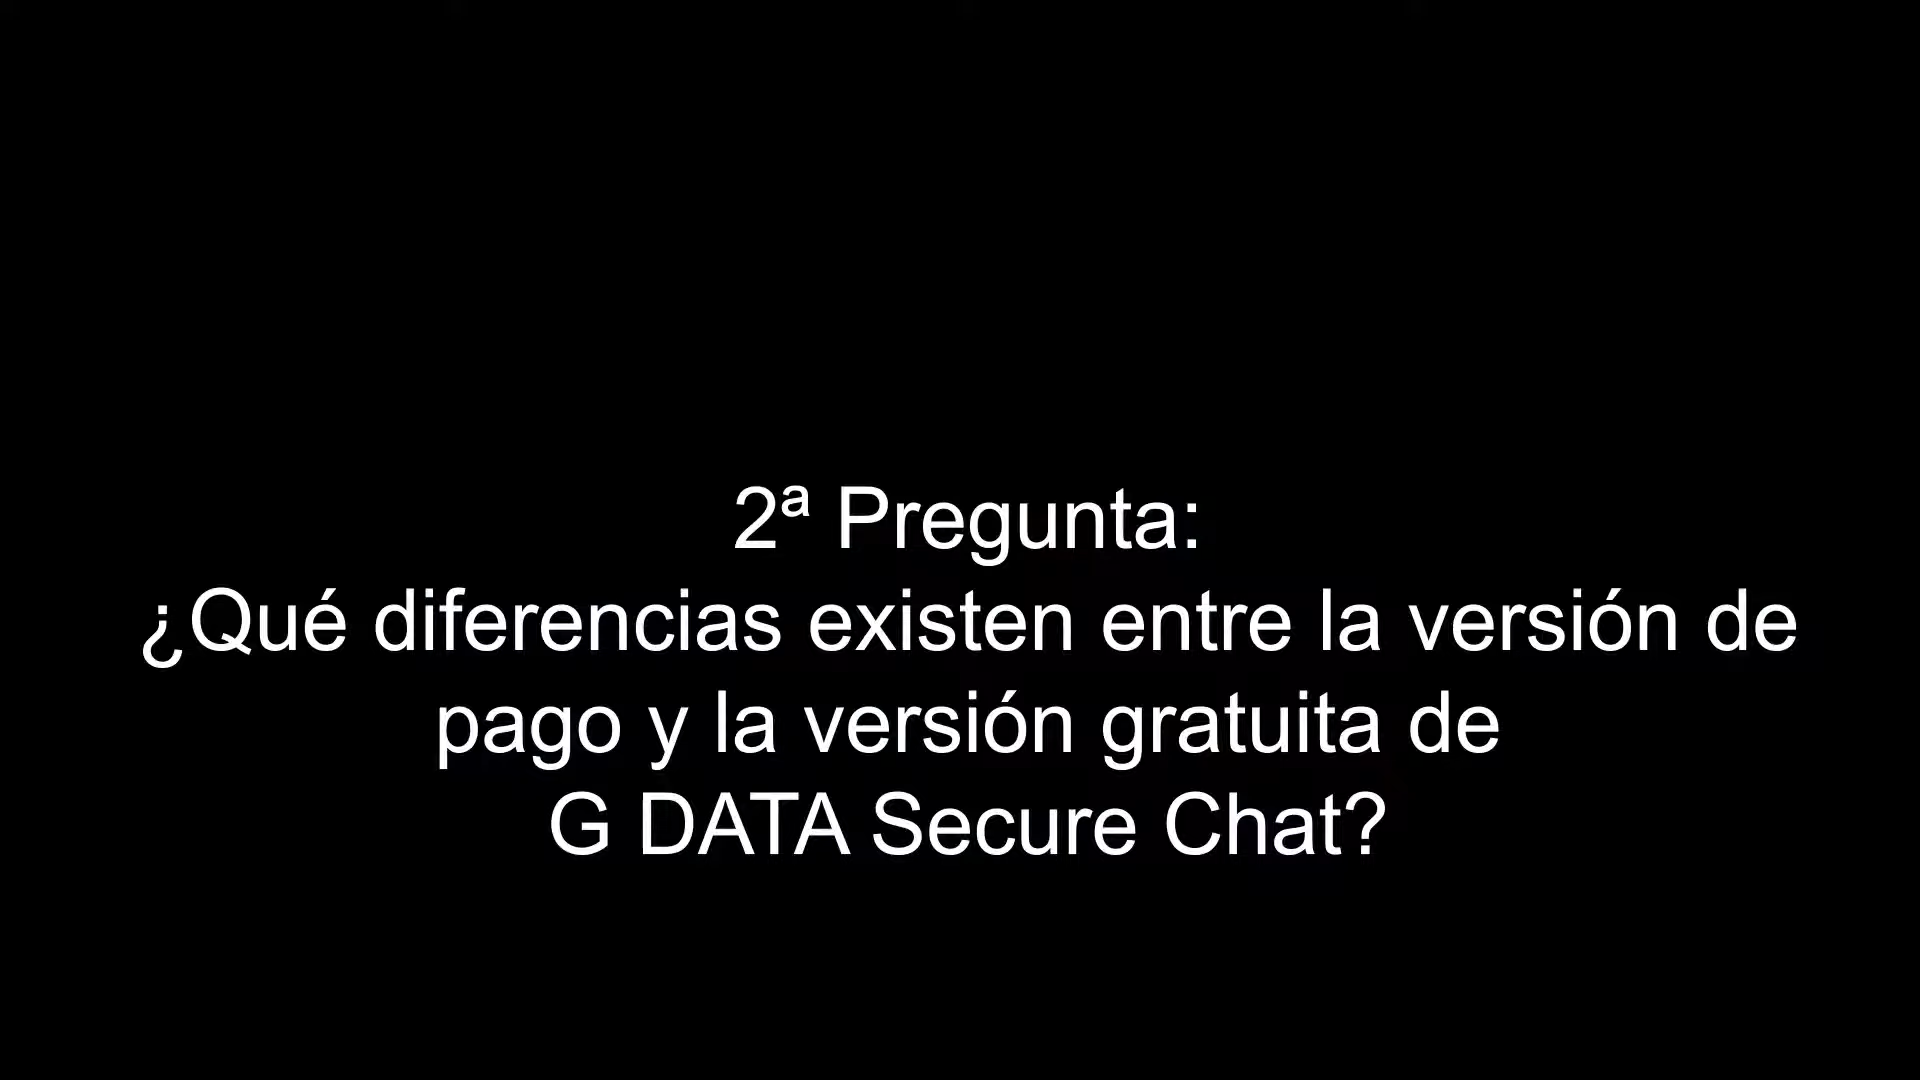 2ª Pregunta:
¿Qué diferencias existen entre la versión de
pago y la versión gratuita de
G DATA Secure Chat?